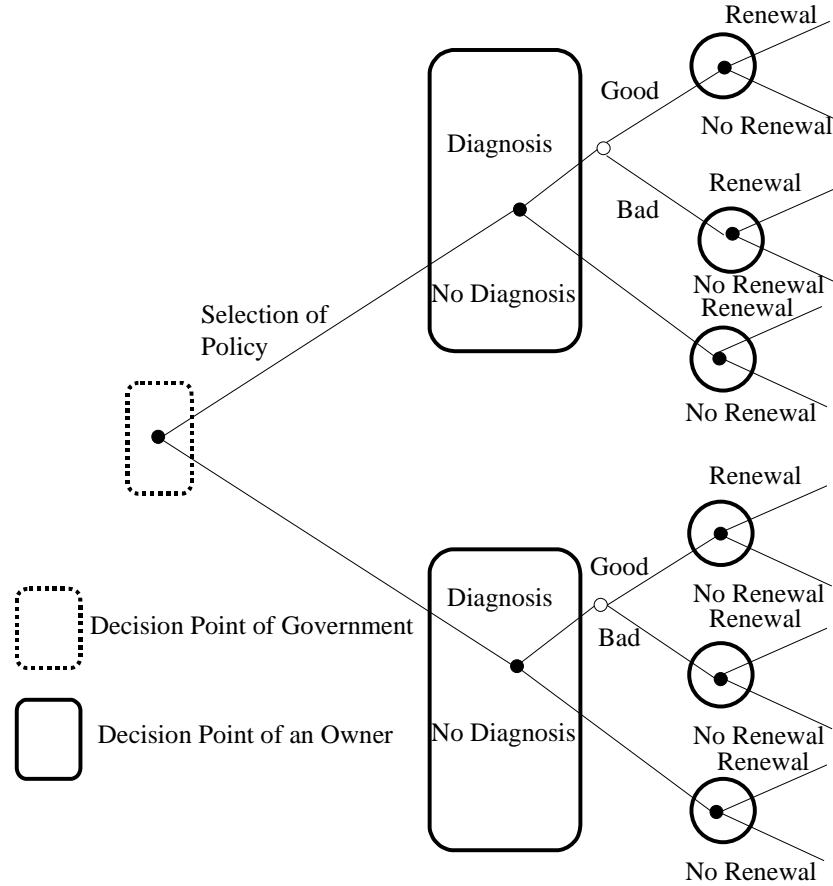 Renewal
Good
No Renewal
Diagnosis
Renewal
Bad
No Renewal
No Diagnosis
Renewal
Selection of
Policy
No Renewal
Renewal
Good
No Renewal
Diagnosis
Renewal
Decision Point of Government
Bad
No Renewal
No Diagnosis
Decision Point of an Owner
Renewal
No Renewal